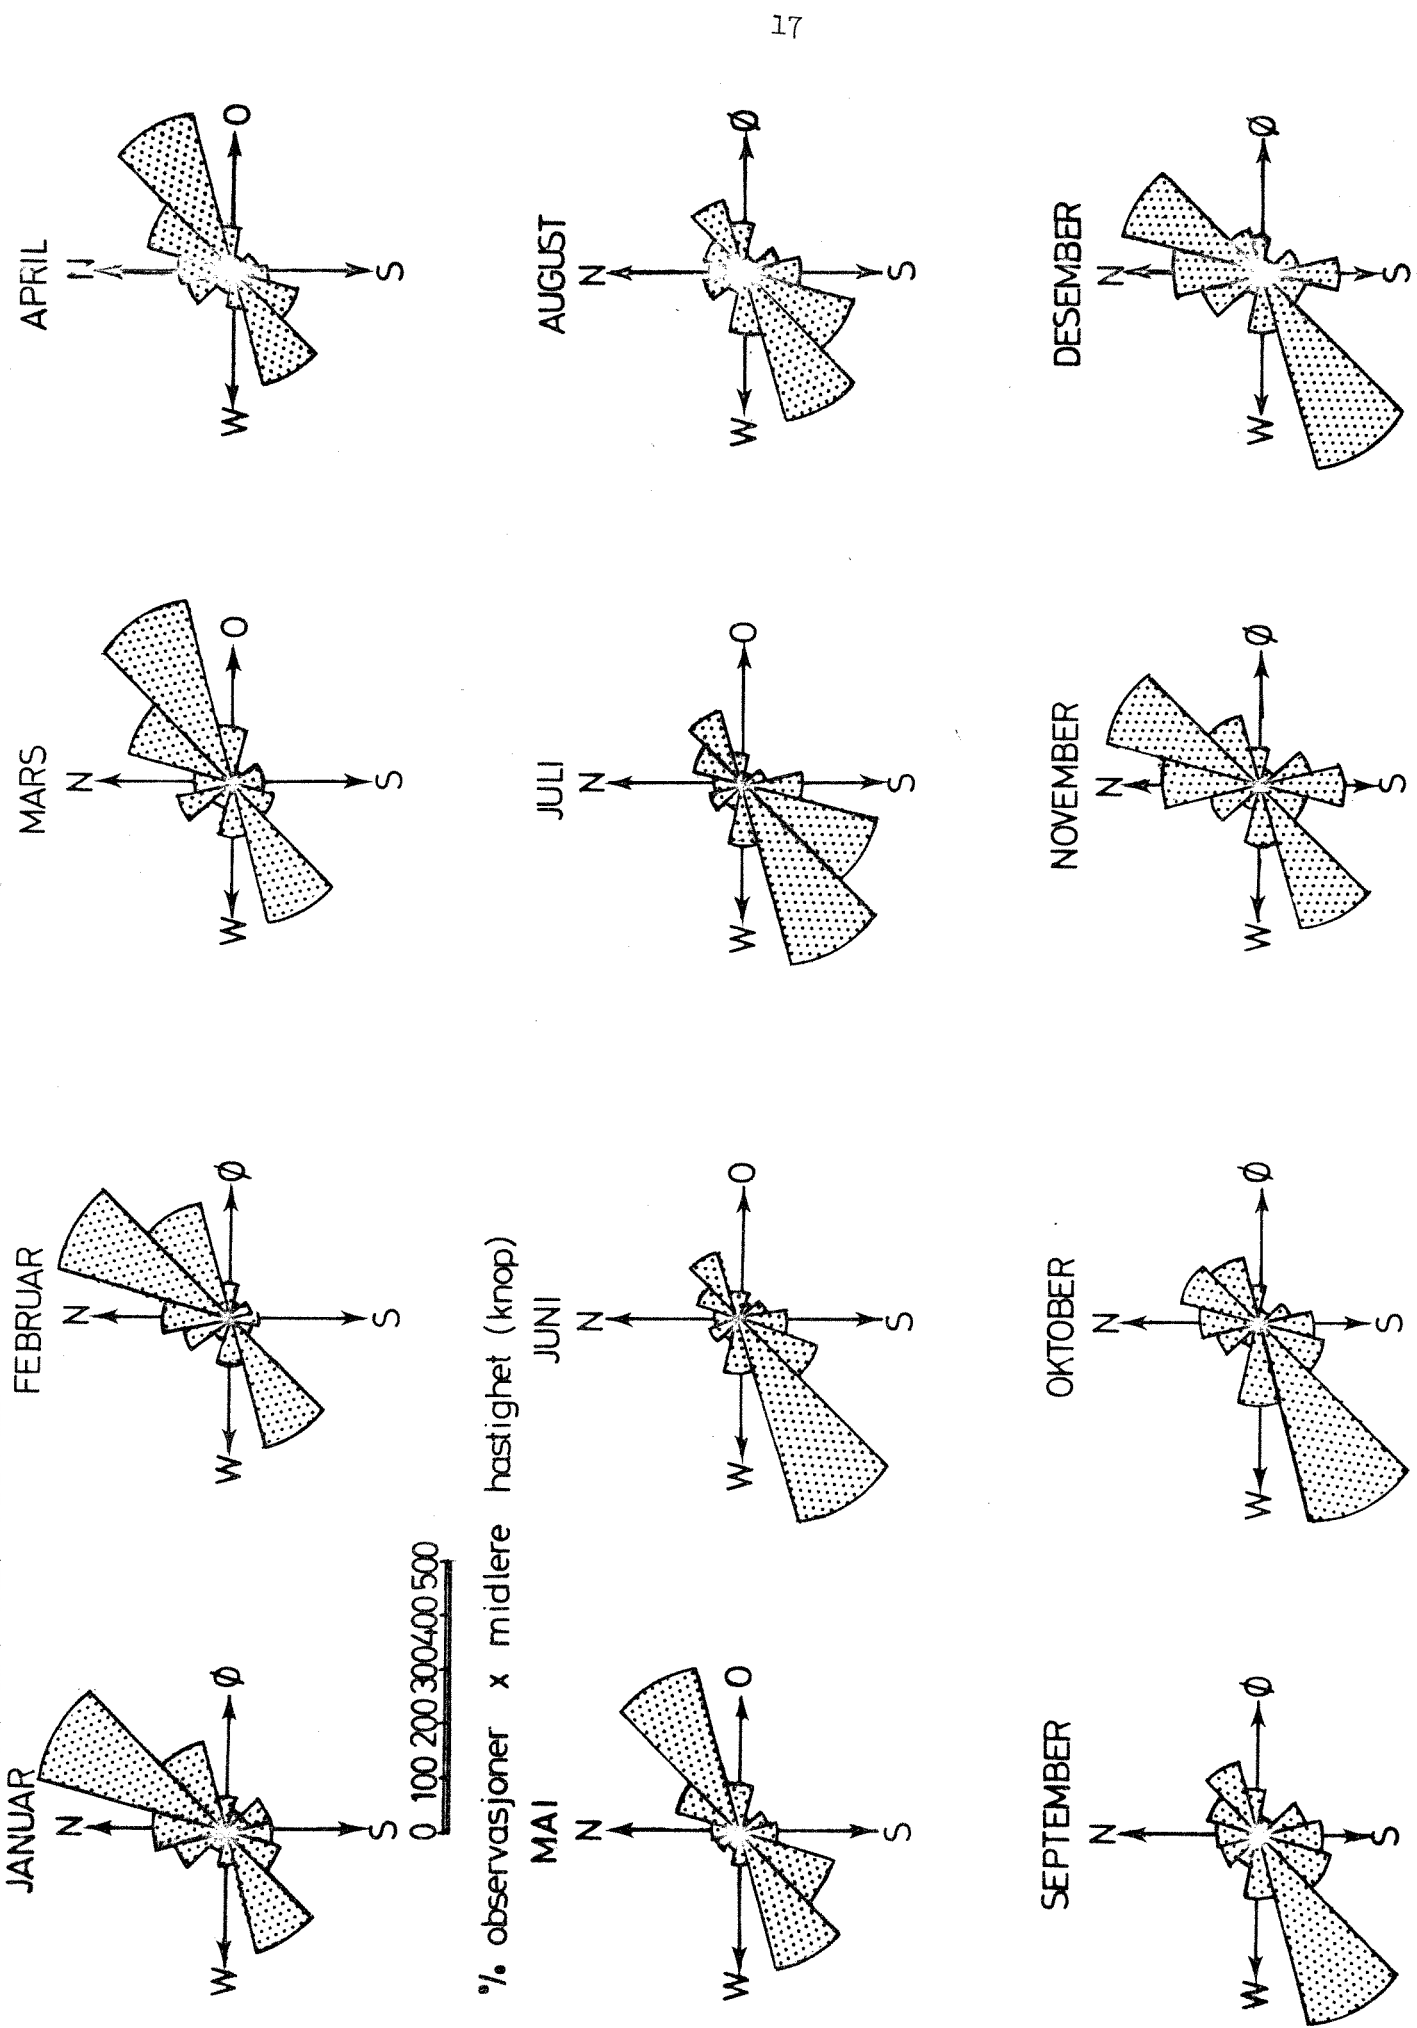 17
JANUAR FEBRUAR MARS APRIL
N N N N
W Ø W Ø W O W O
S S S S
0 100 200 300 400 500
% observasjoner x midlere hastighet (knop)
MAI JUNI JULI AUGUST
N N N N
W O W O W O W Ø
S S S S
SEPTEMBER OKTOBER NOVEMBER DESEMBER
N N N N
W Ø W Ø W Ø W Ø
S S S S